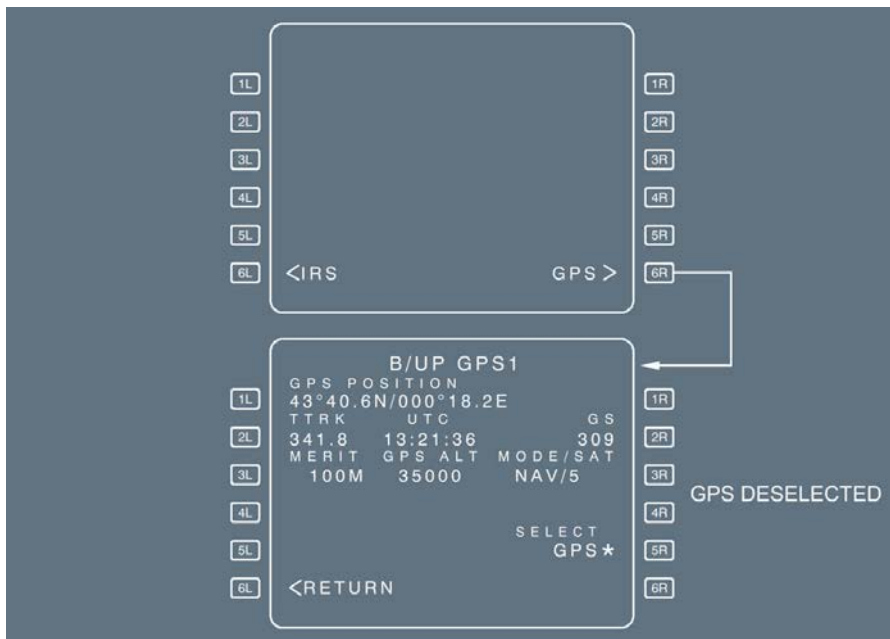 1L 1R
2L 2R
3L 3R
4L 4R
5L 5R
6L <IRS GPS> 6R
B/UP GPS1
GPS POSITION
1L 43°40.6N/000°18.2E 1R
TTRK UTC GS
2L 341.8 13:21:36 309 2R
MERIT GPS ALT MODE/SAT
3L 100M 35000 NAV/5 3R
GPS DESELECTED
4L 4R
SELECT
5L GPS* 5R
6L <RETURN 6R